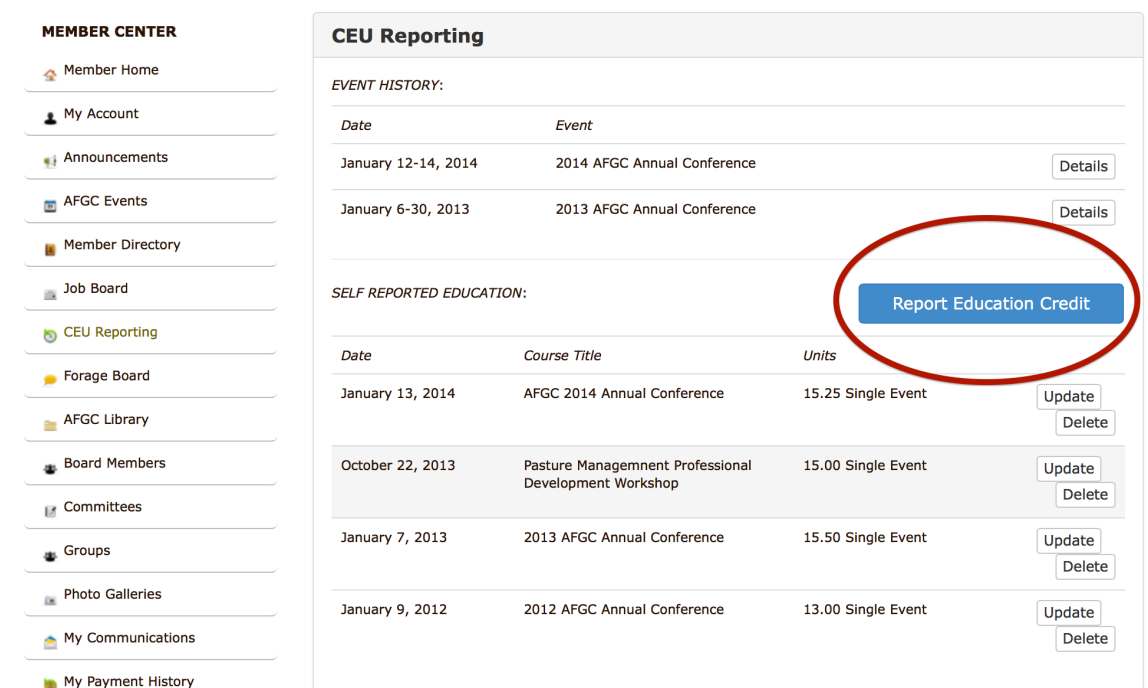 MEMBER CENTER
Member Home
My Account
Announcements
AFGC Events
Member Directory
Job Board
CEU Reporting
Forage Board
AFGC Library
Board Members
Committees
Groups
Photo Galleries
My Communications
My Payment History
CEU Reporting
EVENT HISTORY:
Date Event
January 12-14, 2014 2014 AFGC Annual Conference Details
January 6-30, 2013 2013 AFGC Annual Conference Details
SELF REPORTED EDUCATION: Report Education Credit
Date Course Title Units
January 13, 2014 AFGC 2014 Annual Conference 15.25 Single Event Update
Delete
October 22, 2013 Pasture Managemnent Professional 15.00 Single Event Update
Development Workshop Delete
January 7, 2013 2013 AFGC Annual Conference 15.50 Single Event Update
Delete
January 9, 2012 2012 AFGC Annual Conference 13.00 Single Event Update
Delete